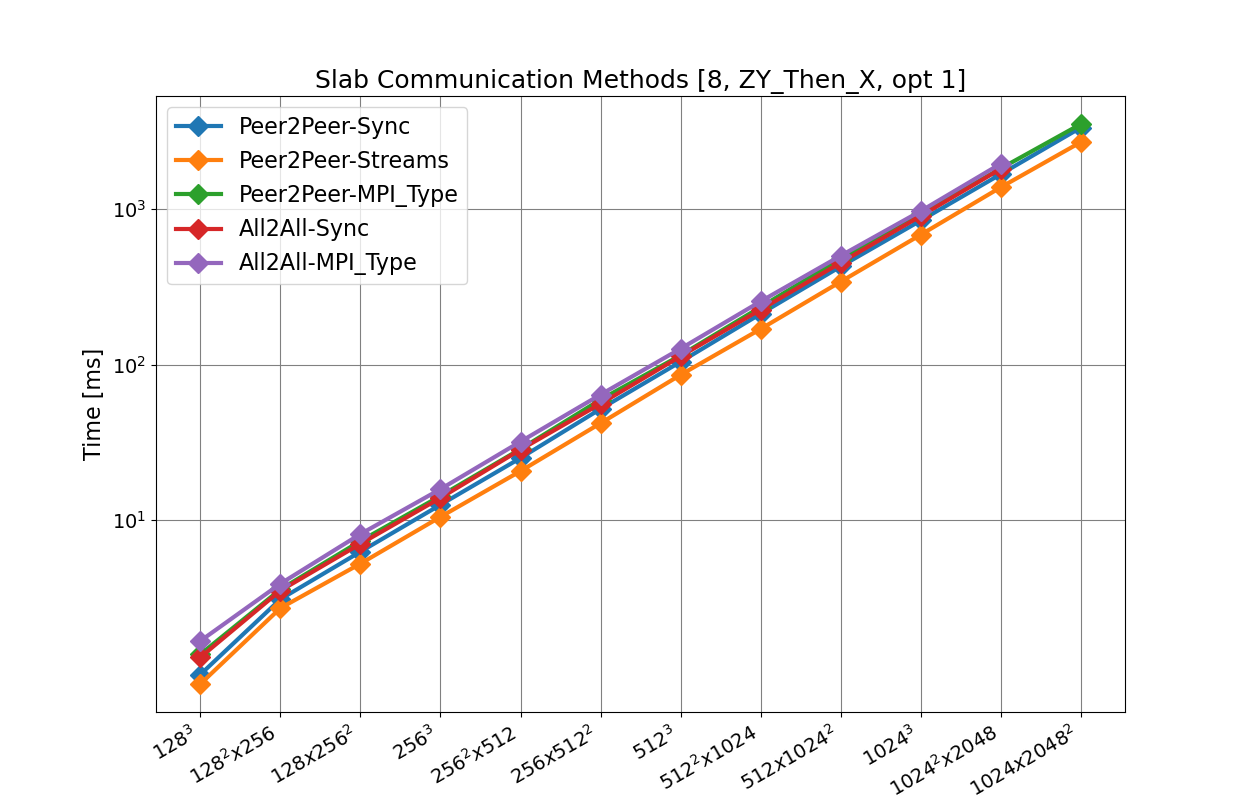 Slab Communication Methods [8, ZY_Then_X, opt 1]
Peer2Peer-Sync
Peer2Peer-Streams
Peer2Peer-MPI_Type
All2All-Sync
All2All-MPI_Type
Time [ms]
10³
10²
10¹
128³
128²x256
128x256²
256³
256²x512
256x512²
512³
512²x1024
512x1024²
1024³
1024²x2048
1024x2048²